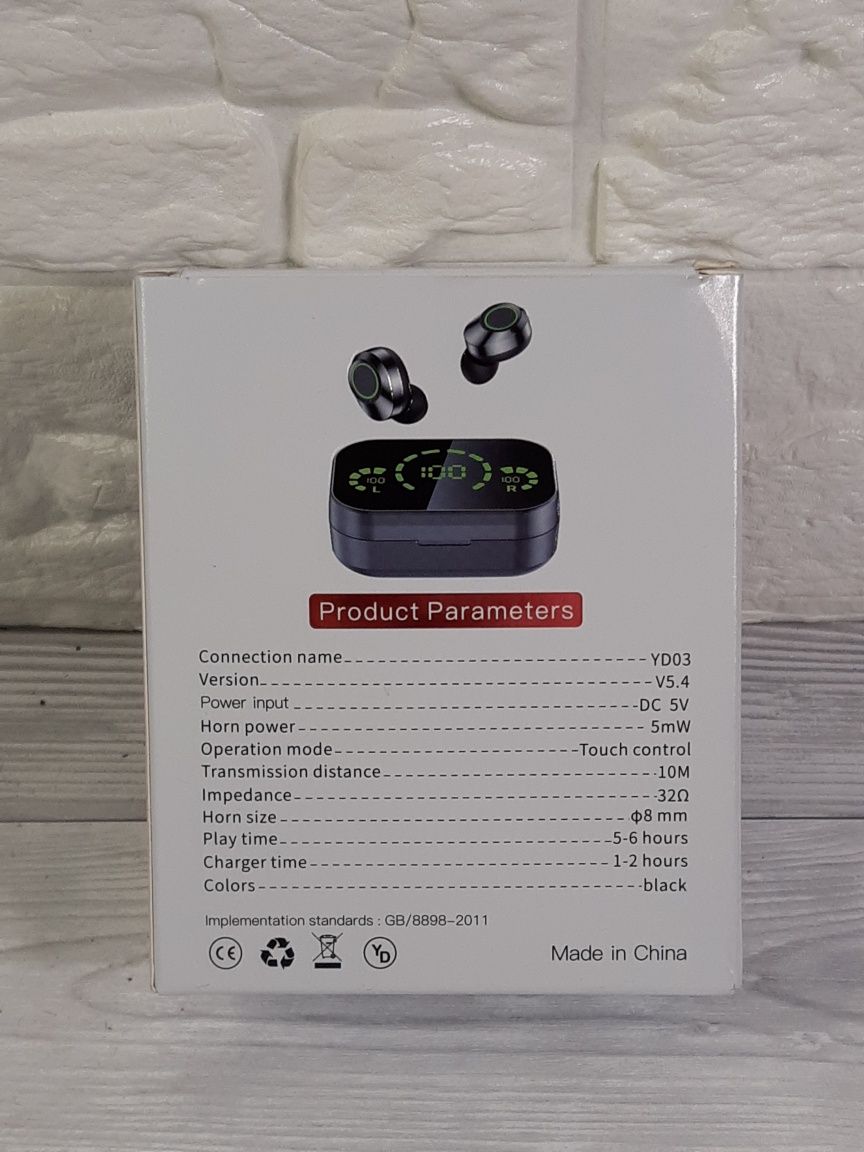 100
100
100
L
R
Product Parameters
Connection name YD03
Version V5.4
Power input DC 5V
Horn power 5mW
Operation mode Touch control
Transmission distance 10M
Impedance 32Ω
Horn size ф8 mm
Play time 5-6 hours
Charger time 1-2 hours
Colors black
Implementation standards : GB/8898-2011
CE YD Made in China